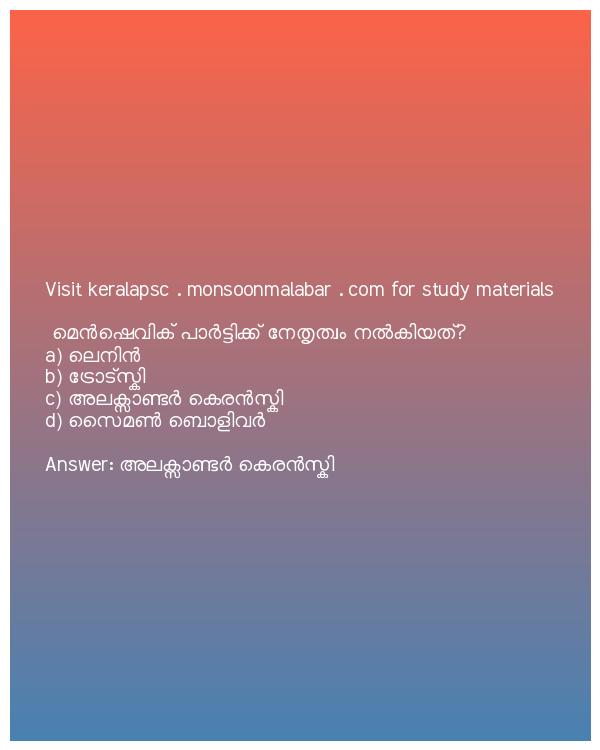 Visit keralapsc . monsoonmalabar . com for study materials
മെൻഷെവിക് പാർട്ടിക്ക് നേതൃത്വം നൽകിയത്?
a) ലെനിൻ
b) ട്രോട്സ്കി
c) അലക്സാണ്ടർ കെരൻസ്കി
d) സൈമൺ ബൊളിവർ
Answer: അലക്സാണ്ടർ കെരൻസ്കി